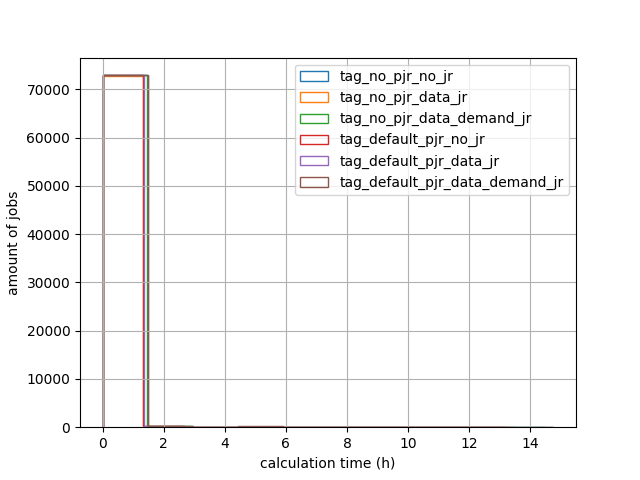 70000
60000
50000
40000
30000
20000
10000
0
amount of jobs
tag_no_pjr_no_jr
tag_no_pjr_data_jr
tag_no_pjr_data_demand_jr
tag_default_pjr_no_jr
tag_default_pjr_data_jr
tag_default_pjr_data_demand_jr
0 2 4 6 8 10 12 14
calculation time (h)